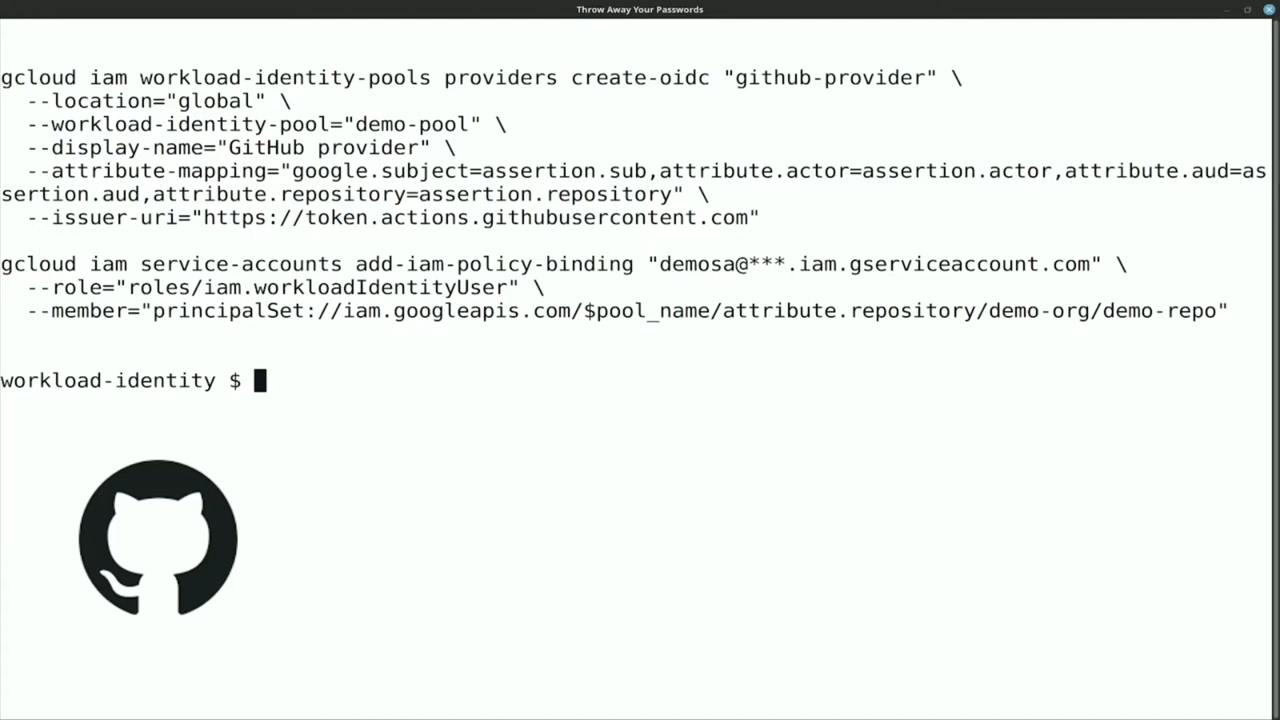 Throw Away Your Passwords
gcloud iam workload-identity-pools providers create-oidc "github-provider" \
--location="global" \
--workload-identity-pool="demo-pool" \
--display-name="GitHub provider" \
--attribute-mapping="google.subject=assertion.sub,attribute.actor=assertion.actor,attribute.aud=as
sertion.aud,attribute.repository=assertion.repository" \
--issuer-uri="https://token.actions.githubusercontent.com"
gcloud iam service-accounts add-iam-policy-binding "demosa@***.iam.gserviceaccount.com" \
--role="roles/iam.workloadIdentityUser" \
--member="principalSet://iam.googleapis.com/$pool_name/attribute.repository/demo-org/demo-repo"
workload-identity $